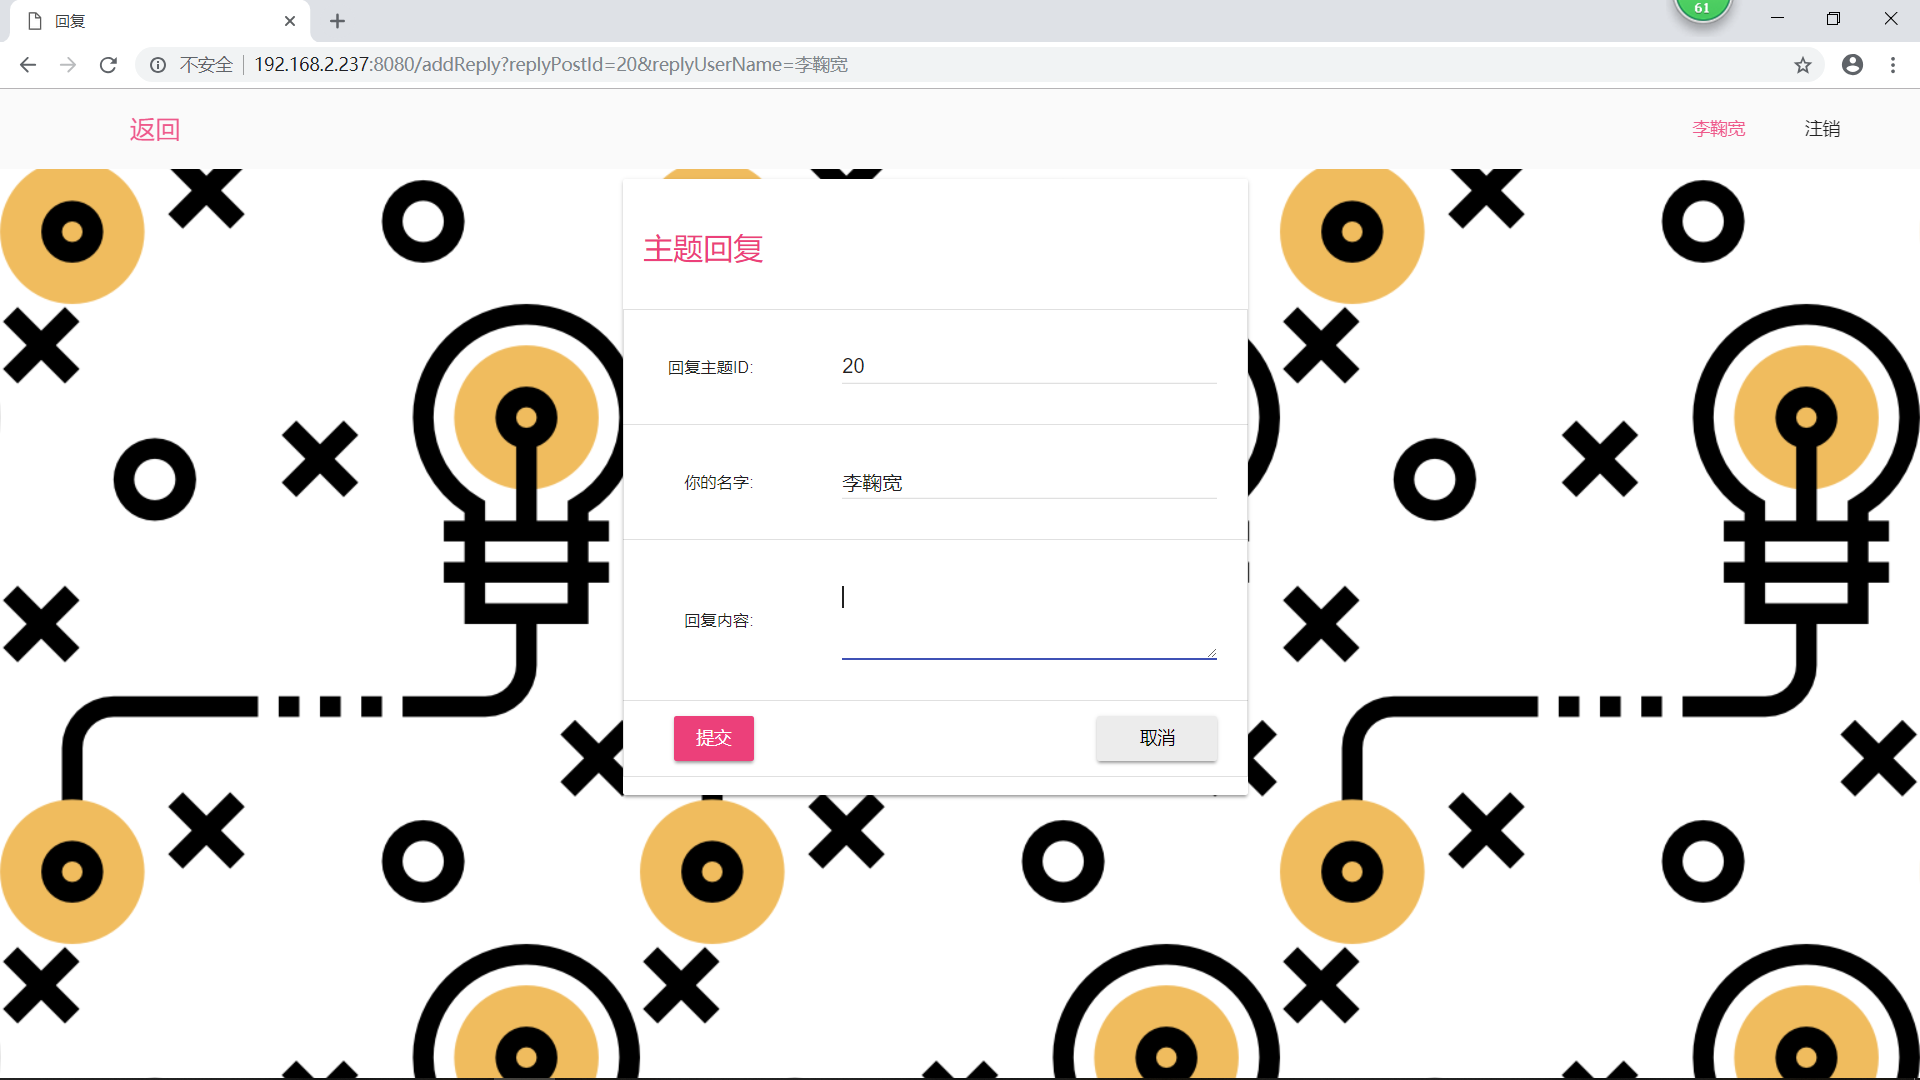 回复
61
不安全 192.168.2.237:8080/addReply?replyPostId=20&replyUserName=李鞠宽
返回 李鞠宽 注销
主题回复
回复主题ID: 20
你的名字: 李鞠宽
回复内容:
提交 取消